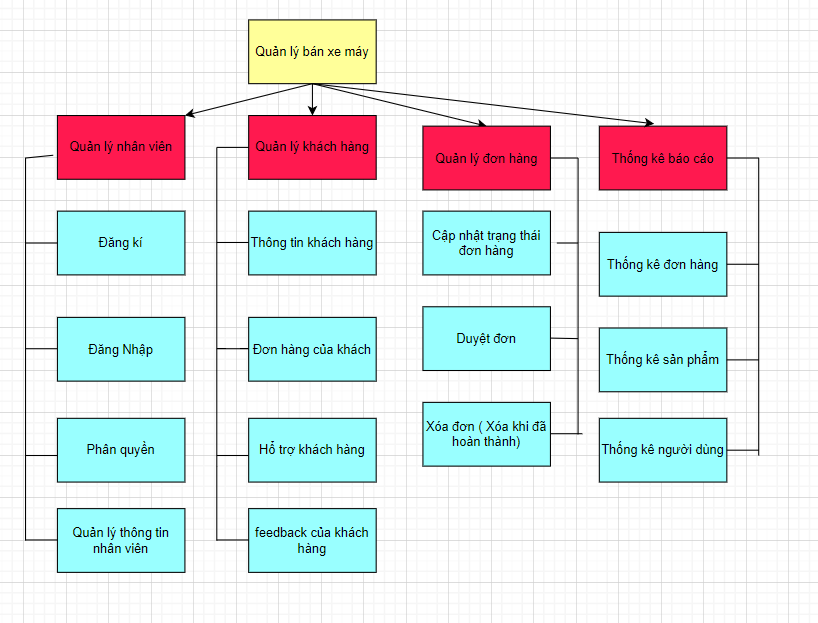 Quản lý bán xe máy
Quản lý nhân viên
Quản lý khách hàng
Quản lý đơn hàng
Thống kê báo cáo
Đăng kí
Thông tin khách hàng
Cập nhật trạng thái
đơn hàng
Thống kê đơn hàng
Đăng Nhập
Đơn hàng của khách
Duyệt đơn
Thống kê sản phẩm
Phân quyền
Hổ trợ khách hàng
Xóa đơn ( Xóa khi đã
hoàn thành)
Thống kê người dùng
Quản lý thông tin
nhân viên
feedback của khách
hàng